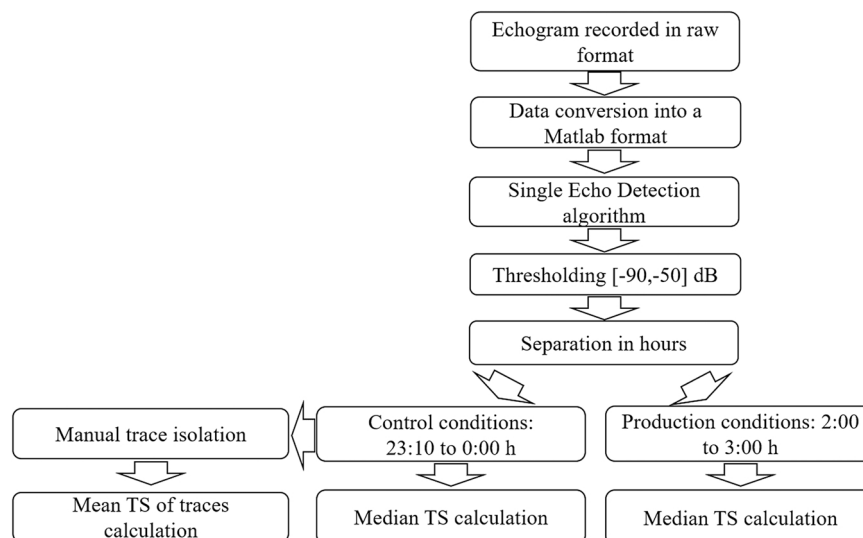 Echogram recorded in raw
format
Data conversion into a
Matlab format
Single Echo Detection
algorithm
Thresholding [-90,-50] dB
Separation in hours
Manual trace isolation
Control conditions:
23:10 to 0:00 h
Production conditions: 2:00
to 3:00 h
Mean TS of traces
calculation
Median TS calculation
Median TS calculation